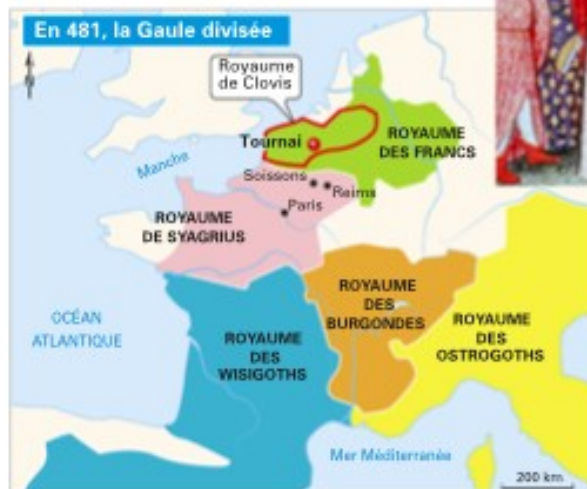 En 481, la Gaule divisée
Royaume
de Clovis
Tournai
ROYAUME
DES FRANCS
Manche
Soissons
Reims
Paris
ROYAUME
DE SYAGRIUS
OCÉAN
ATLANTIQUE
ROYAUME
DES
WISIGOTHS
ROYAUME
DES
BURGONDES
ROYAUME
DES
OSTROGOTHS
Mer Méditerranée
200 km